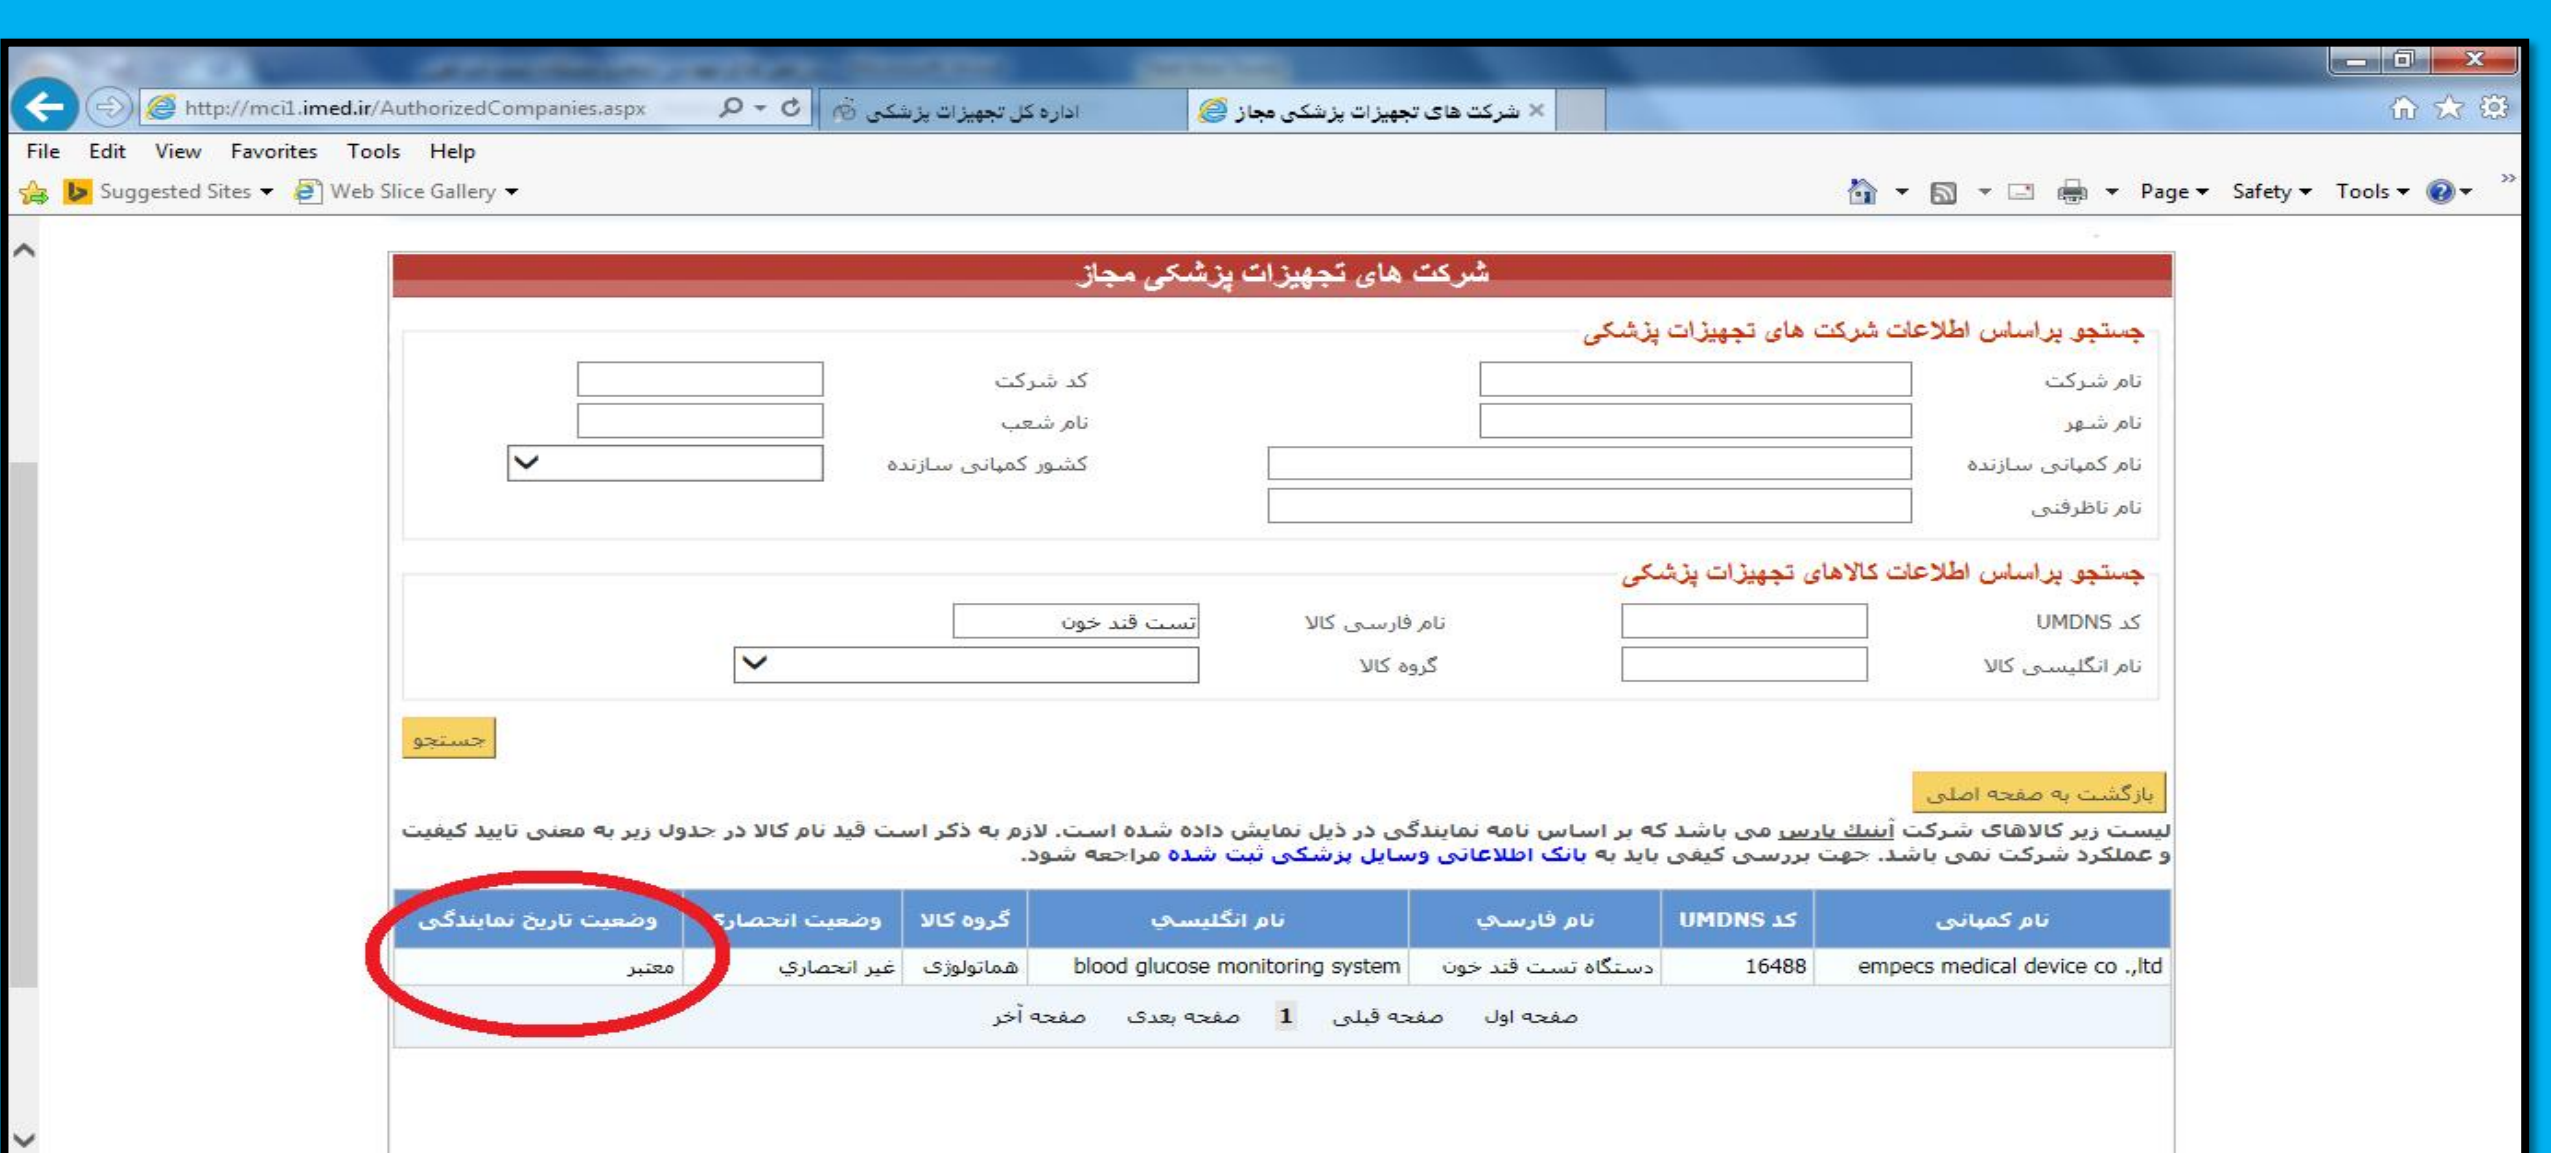 http://mci1.imed.ir/AuthorizedCompanies.aspx
اداره کل تجهیزات پزشکی
شرکت های تجهیزات پزشکی مجاز
File Edit View Favorites Tools Help
Suggested Sites Web Slice Gallery Page Safety Tools
شرکت های تجهیزات پزشکی مجاز
جستجو براساس اطلاعات شرکت های تجهیزات پزشکی
نام شرکت کد شرکت
نام شهر نام شعب
نام کمپانی سازنده کشور کمپانی سازنده
نام ناظرفنی
جستجو براساس اطلاعات کالاهای تجهیزات پزشکی
کد UMDNS نام فارسی کالا تست قند خون
نام انگلیسی کالا گروه کالا
جستجو
بازگشت به صفحه اصلی
لیست زیر کالاهای شرکت آینیك پارس می باشد که بر اساس نامه نمایندگی در ذیل نمایش داده شده است. لازم به ذکر است قید نام کالا در جدول زیر به معنی تایید کیفیت
و عملکرد شرکت نمی باشد. جهت بررسی کیفی باید به بانک اطلاعاتی وسایل پزشکی ثبت شده مراجعه شود.
نام کمپانی کد UMDNS نام فارسي نام انگلیسي گروه کالا وضعیت انحصاری وضعیت تاریخ نمایندگی
empecs medical device co .,ltd 16488 دستگاه تست قند خون blood glucose monitoring system هماتولوژی غیر انحصاري معتبر
صفحه اول صفحه قبلی 1 صفحه بعدی صفحه آخر